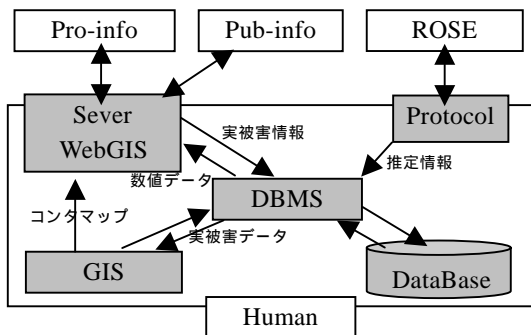 Pro-info
Pub-info
ROSE
Sever
WebGIS
Protocol
実被害情報
推定情報
数値データ
DBMS
コンタマップ
実被害データ
GIS
DataBase
Human